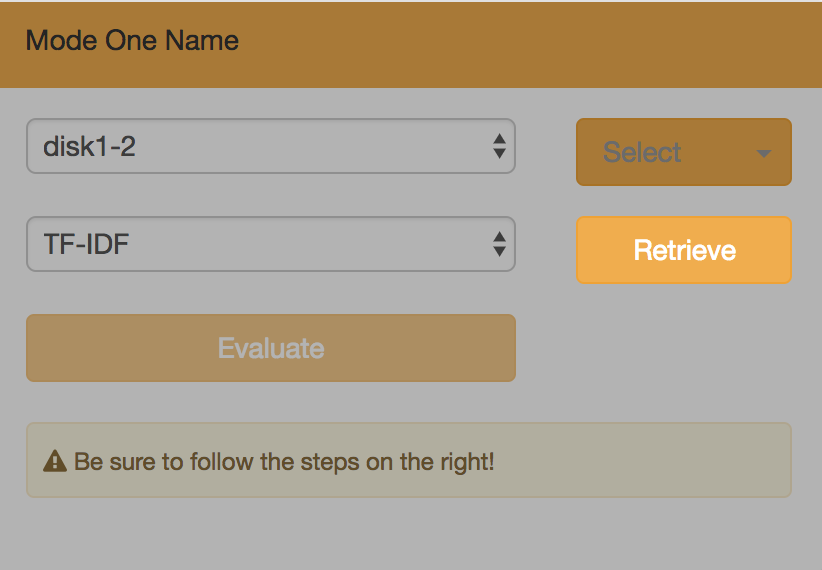 Mode One Name
disk1-2
Select
TF-IDF
Retrieve
Evaluate
Be sure to follow the steps on the right!